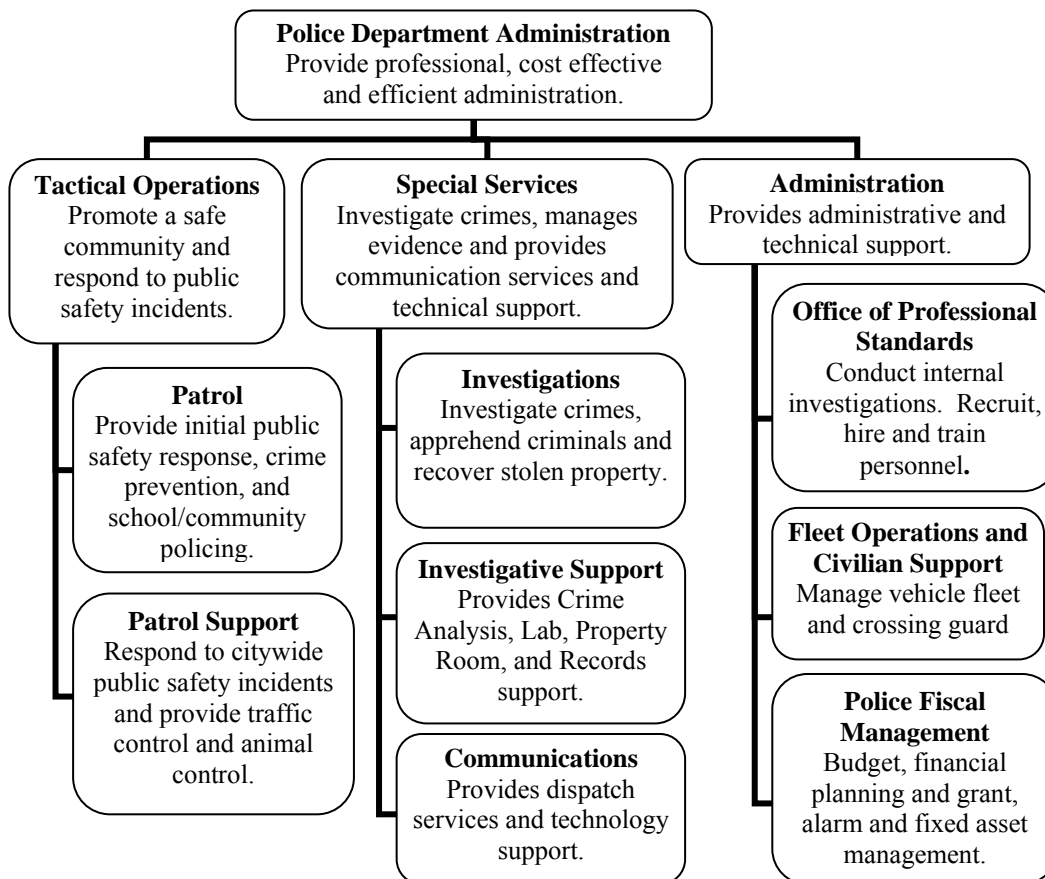 Police Department Administration
Provide professional, cost effective
and efficient administration.
Tactical Operations
Promote a safe
community and
respond to public
safety incidents.
Special Services
Investigate crimes, manages
evidence and provides
communication services and
technical support.
Administration
Provides administrative and
technical support.
Patrol
Provide initial public
safety response, crime
prevention, and
school/community
policing.
Patrol Support
Respond to citywide
public safety incidents
and provide traffic
control and animal
control.
Investigations
Investigate crimes,
apprehend criminals and
recover stolen property.
Investigative Support
Provides Crime
Analysis, Lab, Property
Room, and Records
support.
Communications
Provides dispatch
services and technology
support.
Office of Professional
Standards
Conduct internal
investigations.  Recruit,
hire and train
personnel.
Fleet Operations and
Civilian Support
Manage vehicle fleet
and crossing guard
Police Fiscal
Management
Budget, financial
planning and grant,
alarm and fixed asset
management.